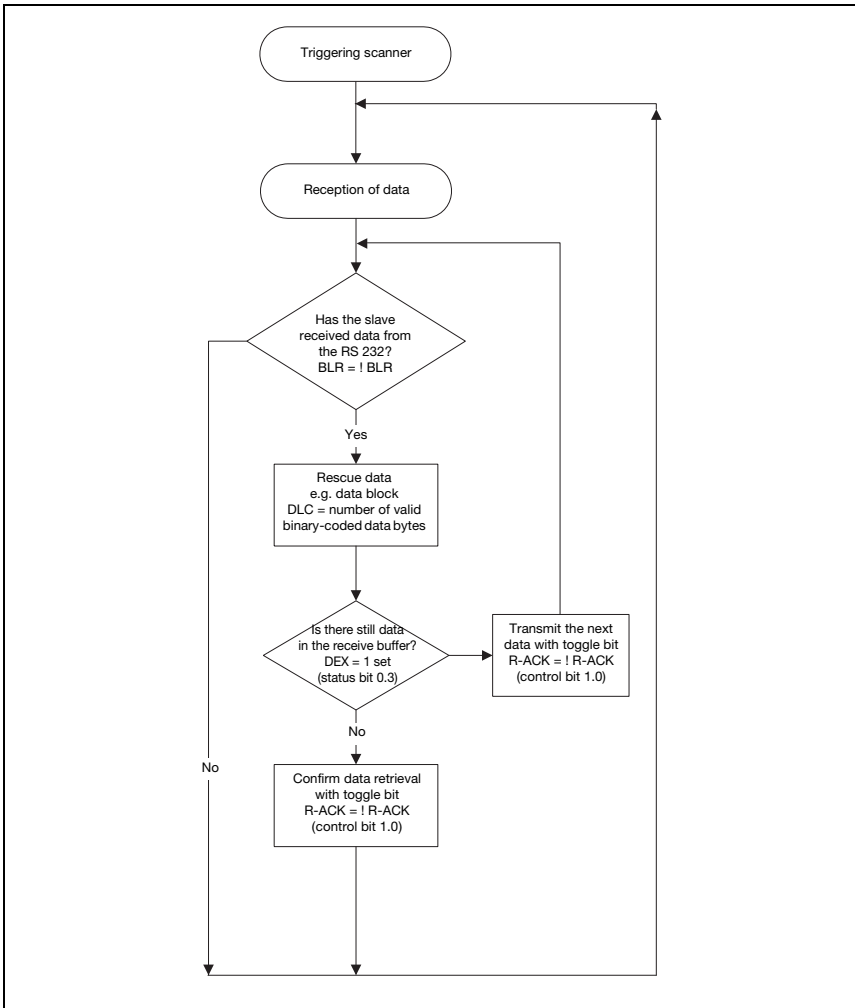 Triggering scanner
Reception of data
Has the slave
received data from
the RS 232?
BLR = ! BLR
Yes
Rescue data
e.g. data block
DLC = number of valid
binary-coded data bytes
Is there still data
in the receive buffer?
DEX = 1 set
(status bit 0.3)
Transmit the next
data with toggle bit
R-ACK = ! R-ACK
(control bit 1.0)
No
No
Confirm data retrieval
with toggle bit
R-ACK = ! R-ACK
(control bit 1.0)